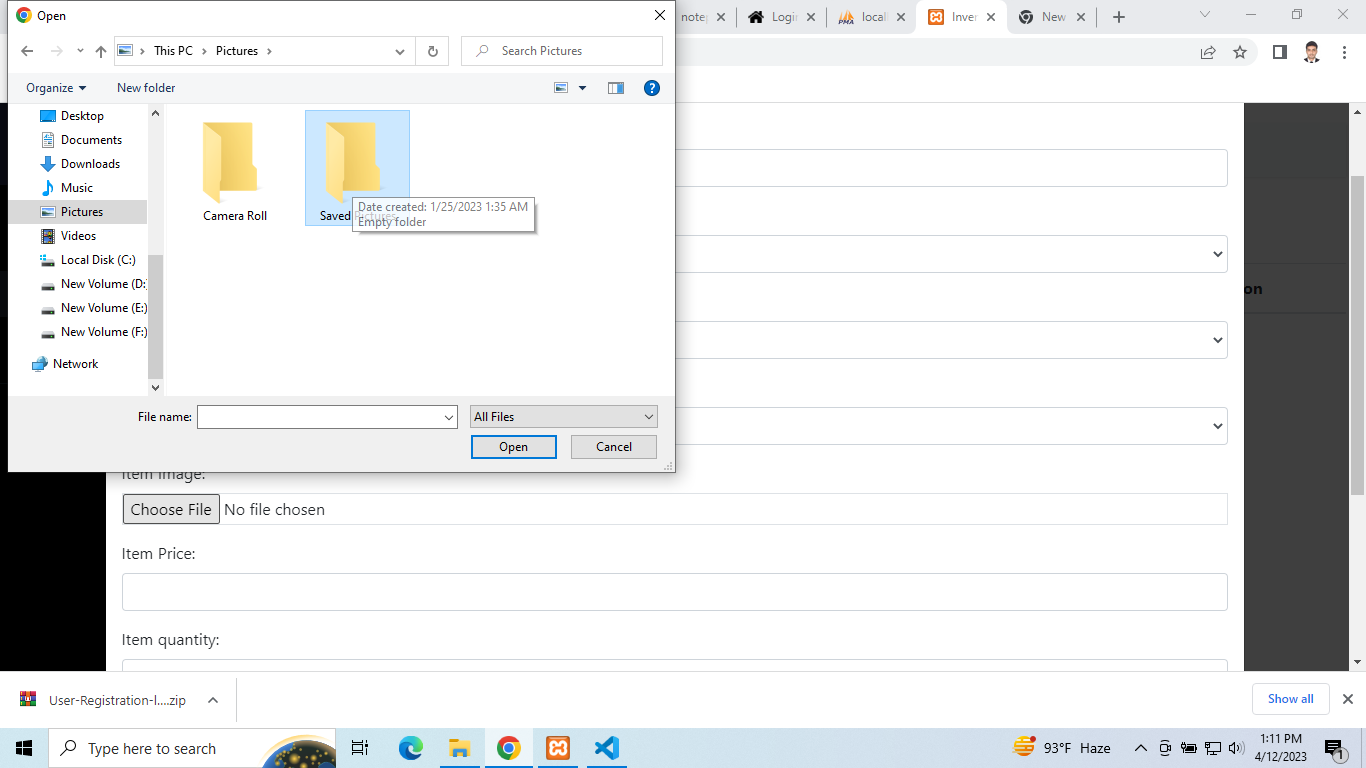 Open
note
Login
locall
Inver
New
This PC
Pictures
Search Pictures
Organize
New folder
Desktop
Documents
Downloads
Music
Pictures
Videos
Local Disk (C:)
New Volume (D:
New Volume (E:)
New Volume (F:)
Network
Camera Roll
Saved Pictures
Date created: 1/25/2023 1:35 AM
Empty folder
on
File name:
All Files
Open
Cancel
Item Image:
Choose File No file chosen
Item Price:
Item quantity:
User-Registration-l....zip
Show all
Type here to search
93°F Haze
1:11 PM
4/12/2023
1